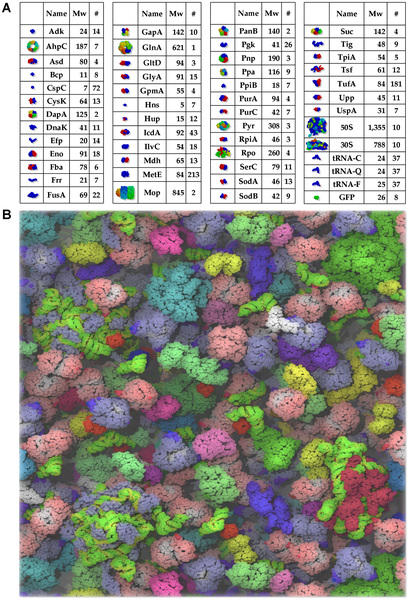 A
Name Mw #
Adk 24 14
AhpC 187 7
Asd 80 4
Bcp 11 8
CspC 7 72
CysK 64 13
DapA 125 2
DnaK 41 11
Efp 20 14
Eno 91 18
Fba 78 6
Frr 21 7
FusA 69 22
Name Mw #
GapA 142 10
GlnA 621 1
GltD 94 3
GlyA 91 15
GpmA 55 4
Hns 5 7
Hup 15 12
IcdA 92 43
IlvC 54 18
Mdh 65 13
MetE 84 213
Mop 845 2
Name Mw #
PanB 140 2
Pgk 41 26
Pnp 190 3
Ppa 116 9
PpiB 18 7
PurA 94 4
PurC 42 7
Pyr 308 3
RpiA 46 3
Rpo 260 4
SerC 79 11
SodA 46 13
SodB 42 9
Name Mw #
Suc 142 4
Tig 48 9
TpiA 54 5
Tsf 61 12
TufA 84 181
Upp 45 11
UspA 31 7
50S 1,355 10
30S 788 10
tRNA-C 24 37
tRNA-Q 24 37
tRNA-F 25 37
GFP 26 8
B